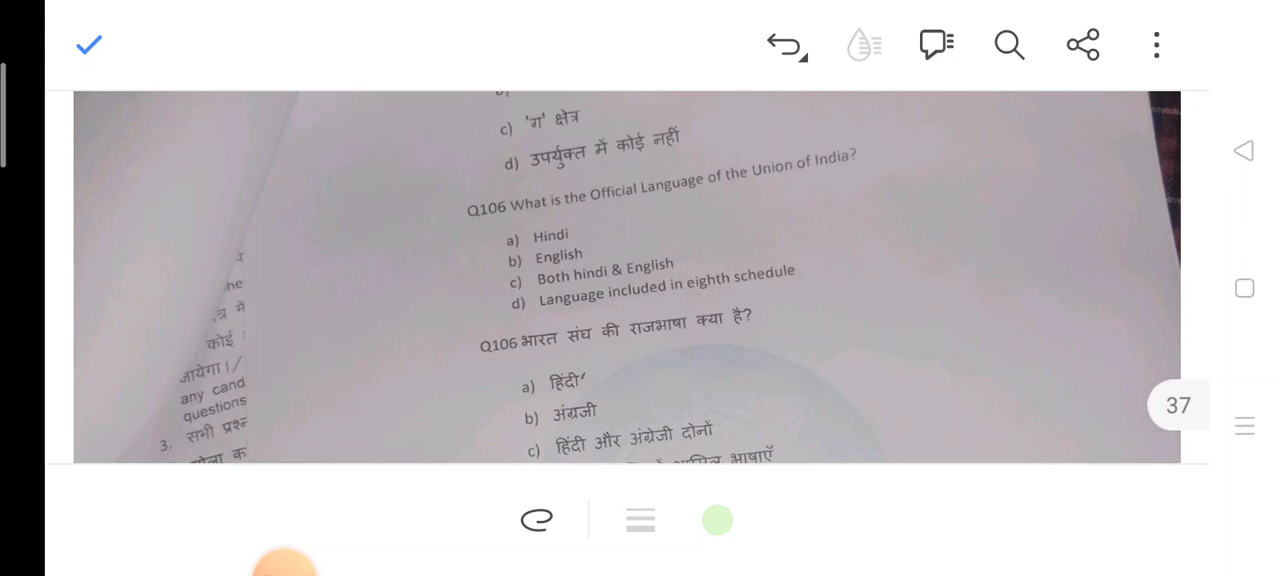 c) 'ग' क्षेत्र
d) उपर्युक्त में कोई नहीं
Q106 What is the Official Language of the Union of India?
a) Hindi
b) English
c) Both hindi & English
d) Language included in eighth schedule
Q106 भारत संघ की राजभाषा क्या है?
a) हिंदी
b) अंग्रजी
c) हिंदी और अंग्रेजी दोनों
भाषाएँ
कोई
जायेगा।/
any cand
questions
3. सभी प्रश्न
37